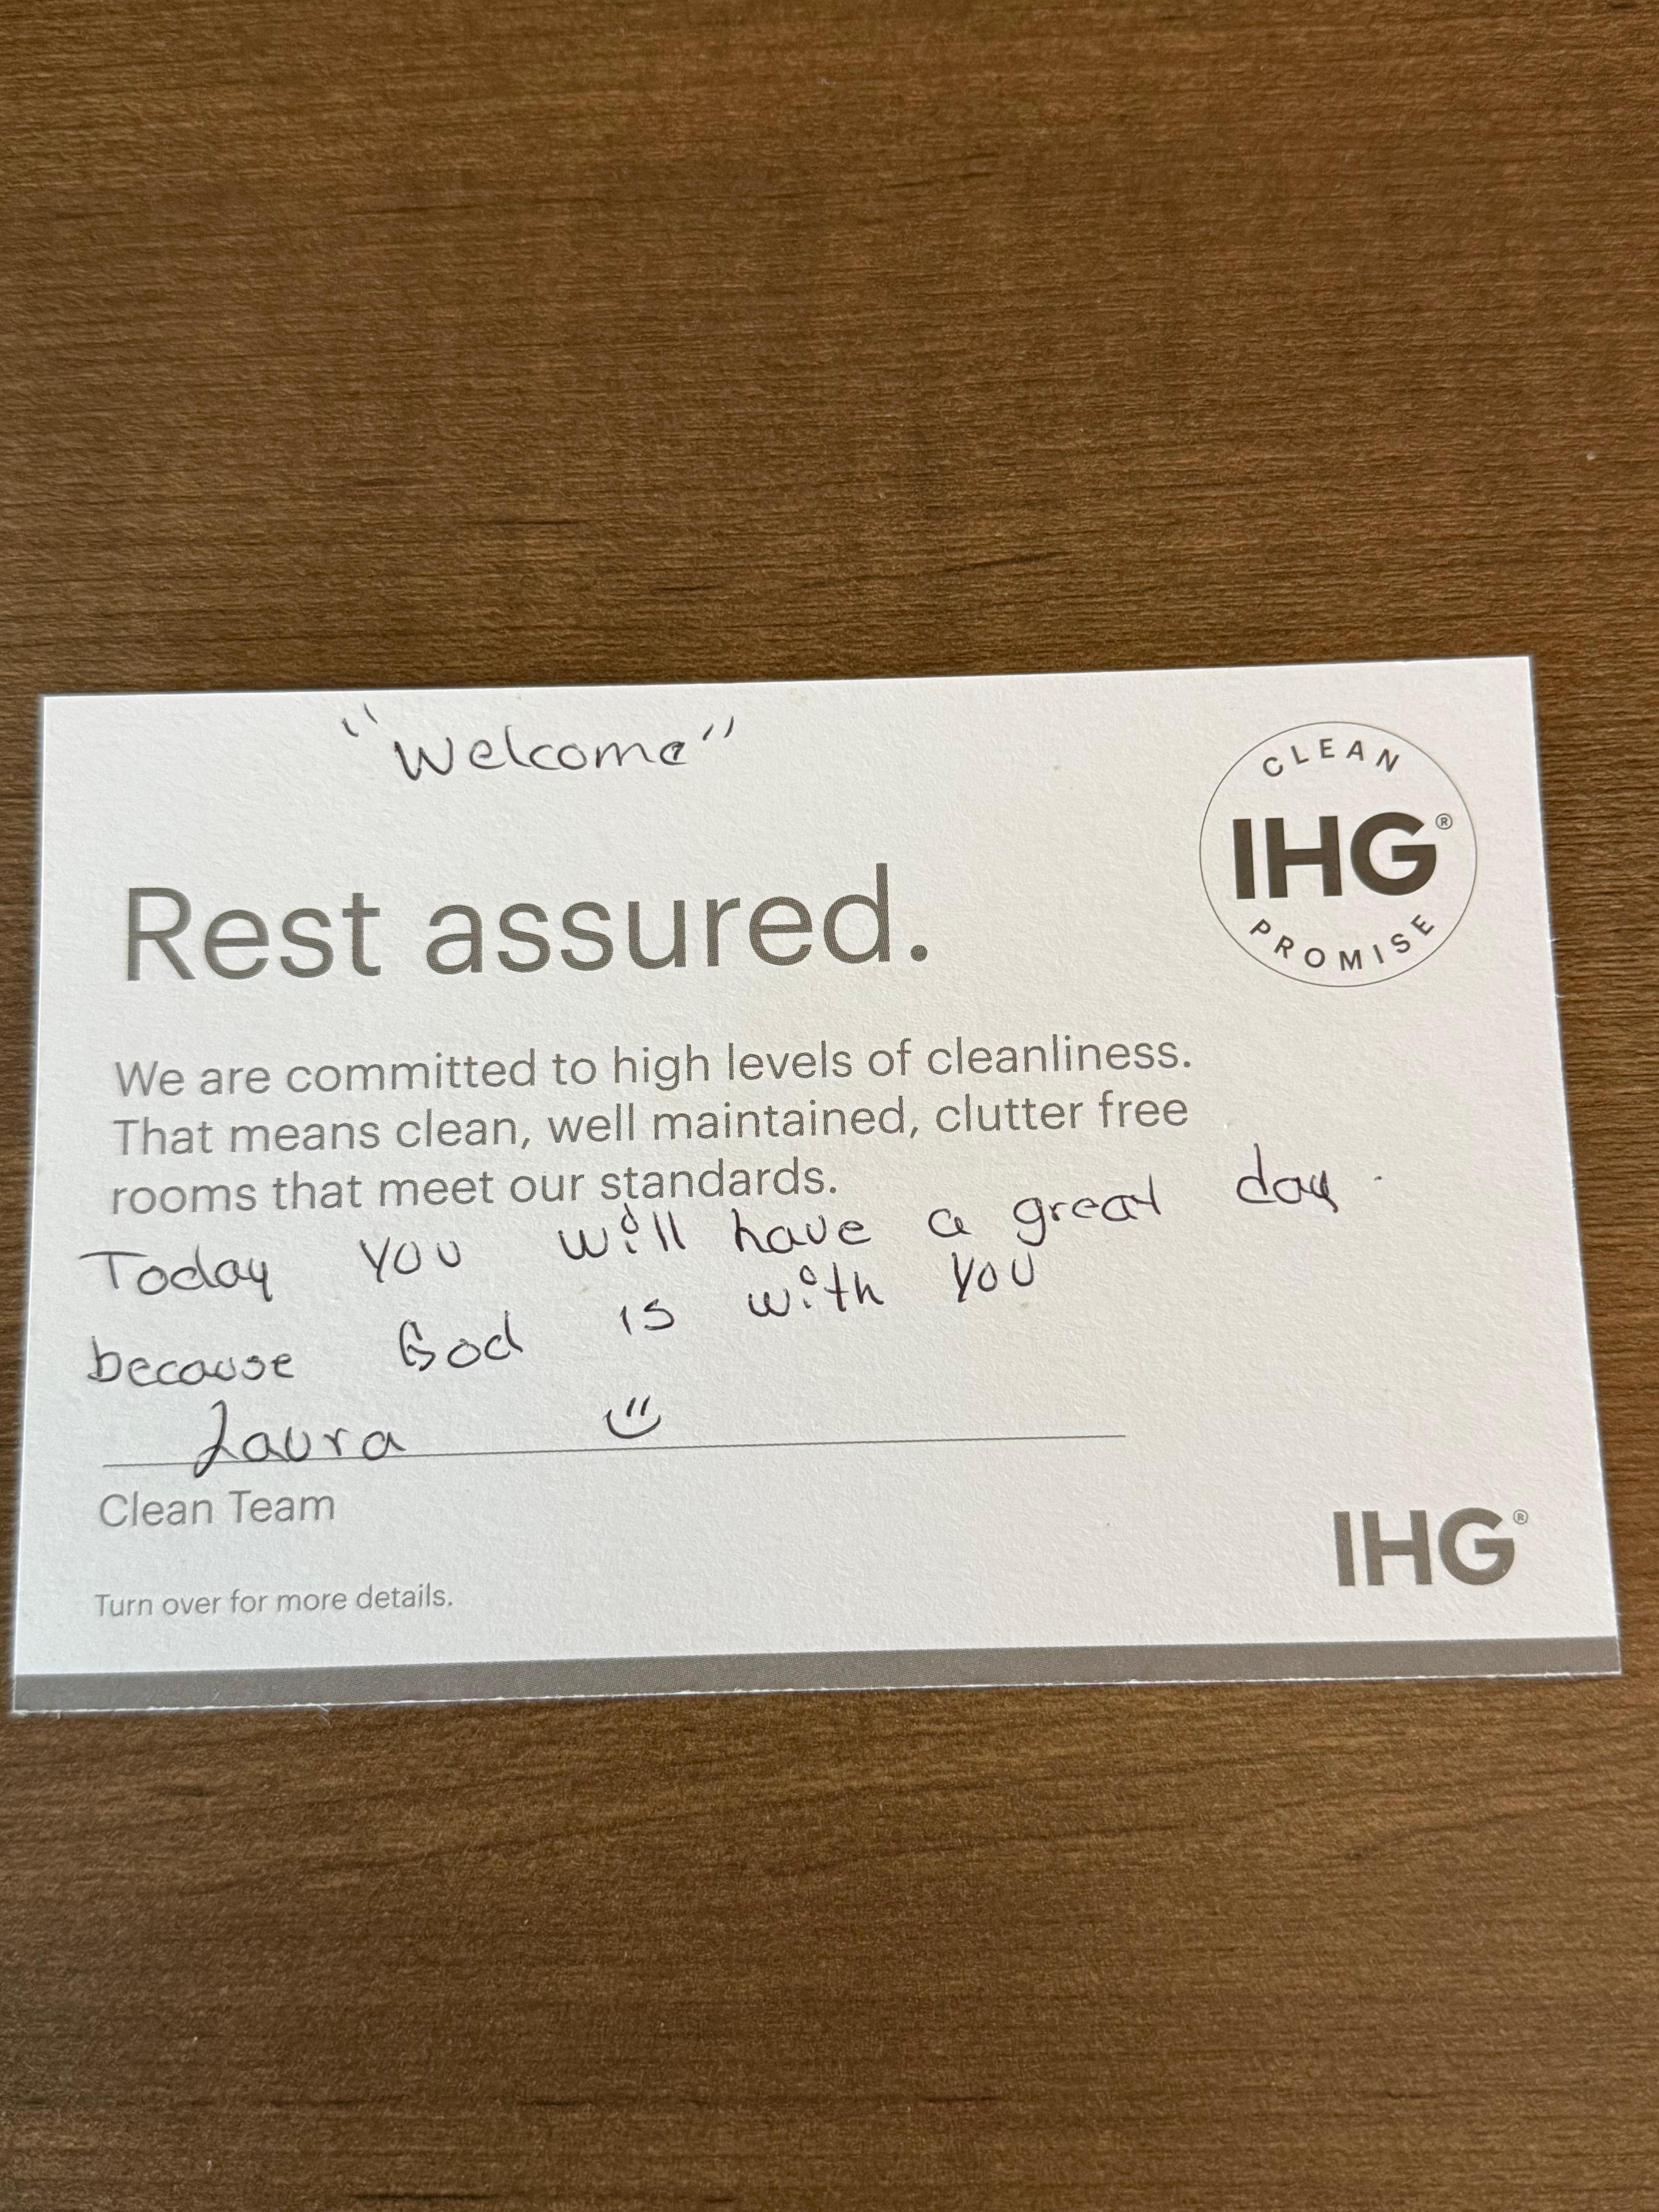 "Welcome"
CLEAN
IHG®
PROMISE
Rest assured.
We are committed to high levels of cleanliness.
That means clean, well maintained, clutter free
rooms that meet our standards.
Today you will have a great day.
because God is with you
Laura
Clean Team
IHG®
Turn over for more details.